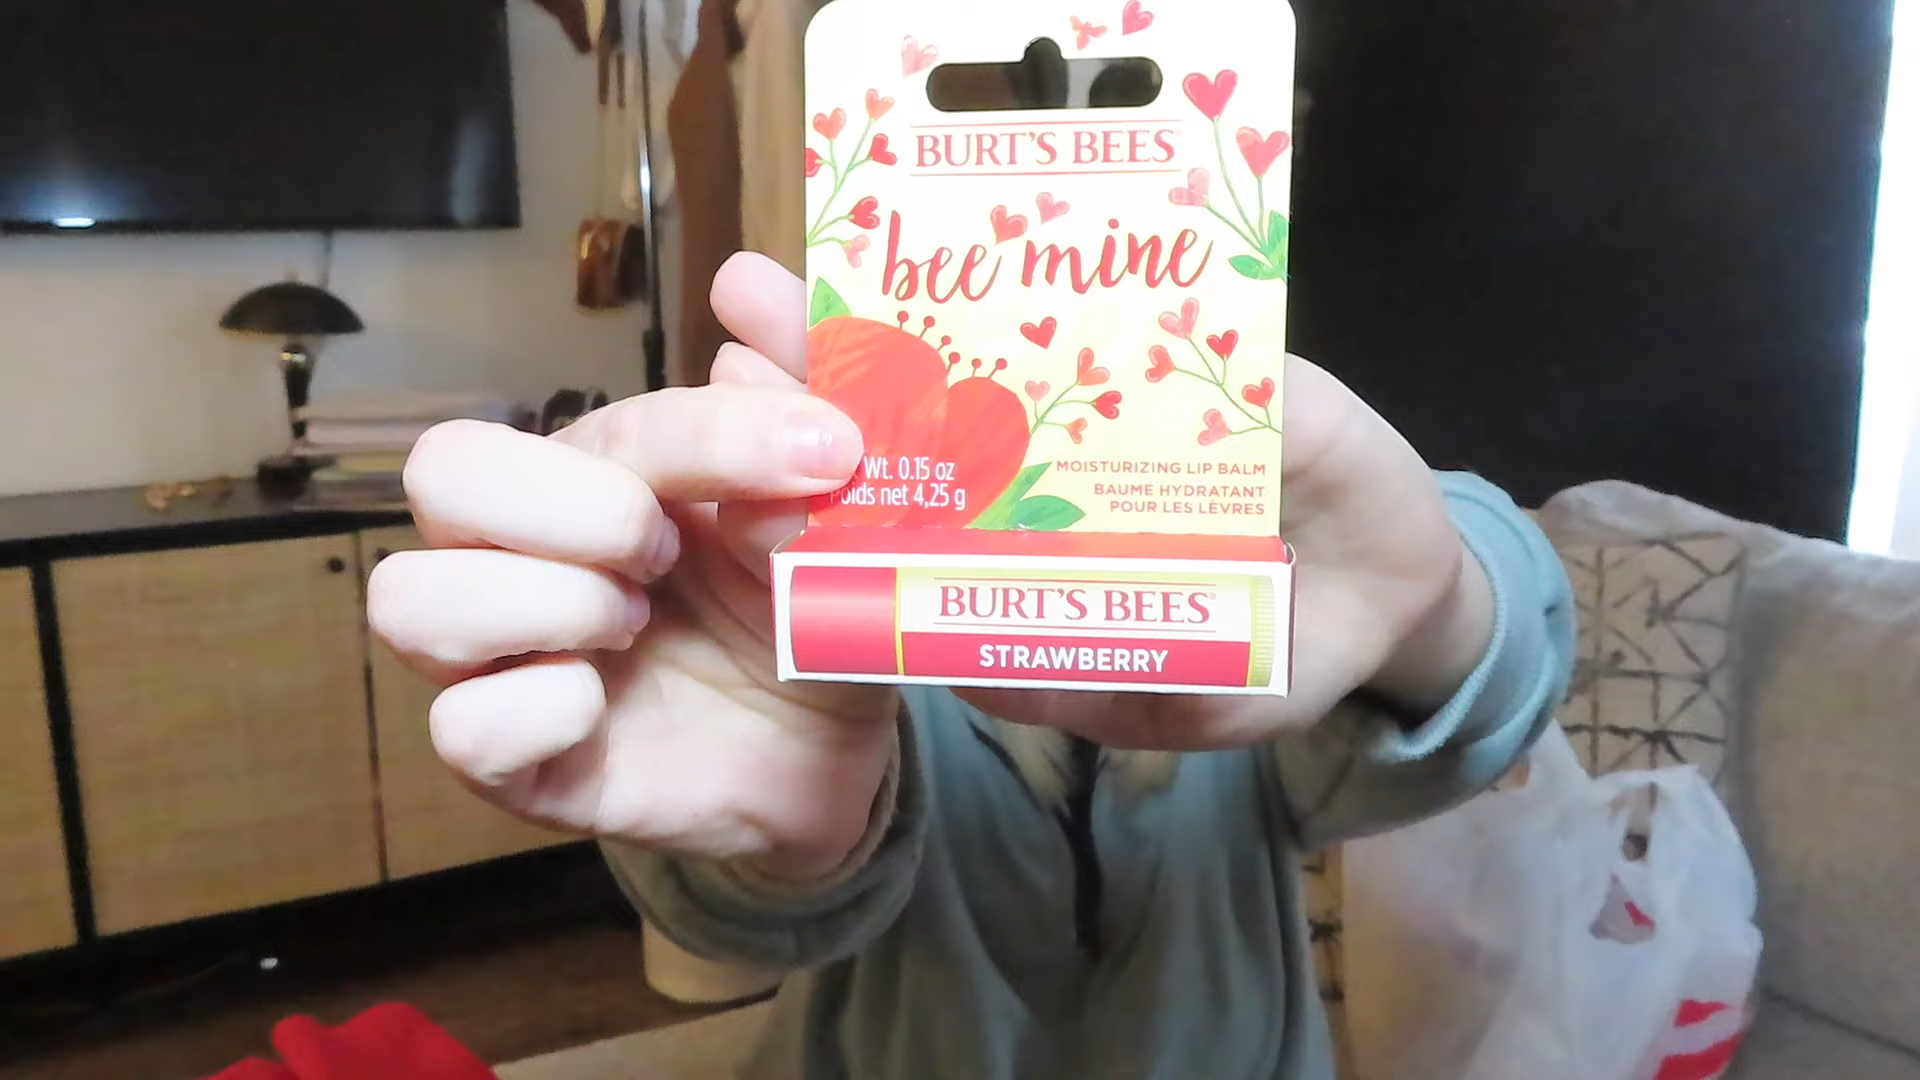 BURT'S BEES
bee mine
Wt. 0.15 oz
Poids net 4,25 g
MOISTURIZING LIP BALM
BAUME HYDRATANT
POUR LES LÈVRES
BURT'S BEES
STRAWBERRY